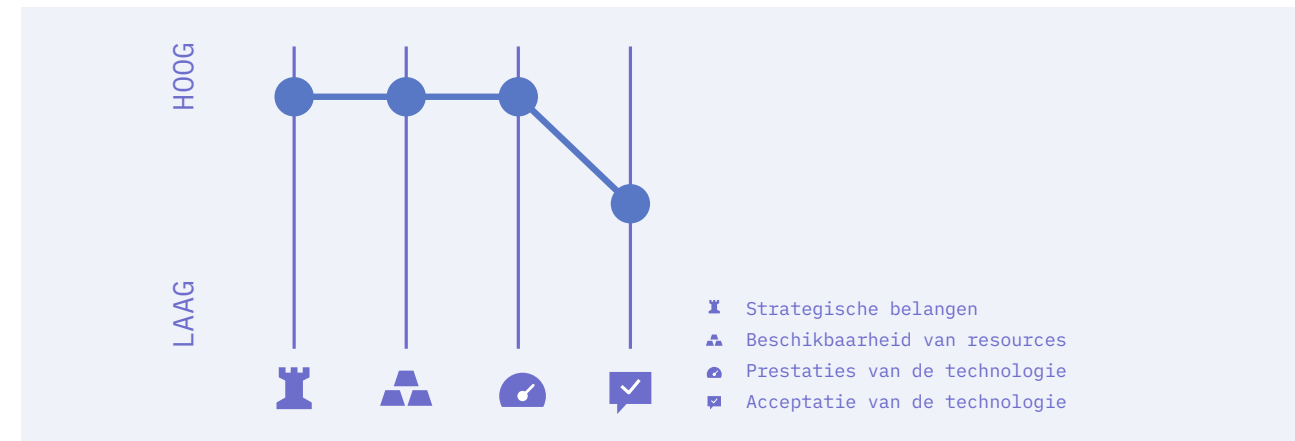 HOOG
LAAG
Strategische belangen
Beschikbaarheid van resources
Prestaties van de technologie
Acceptatie van de technologie